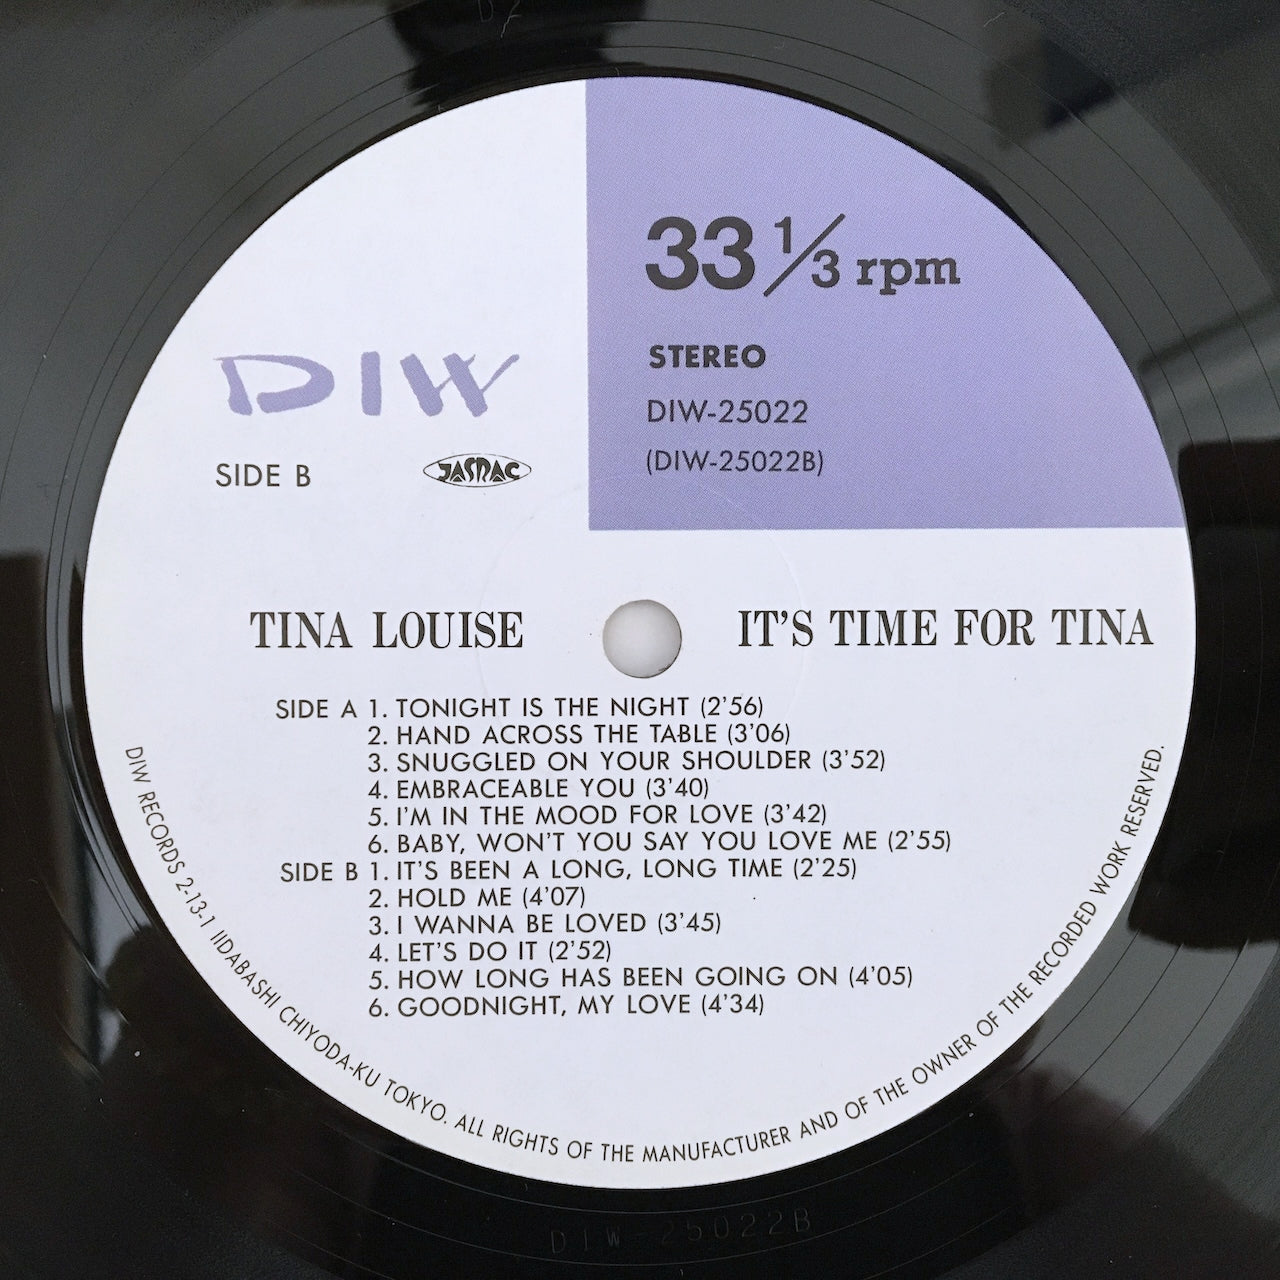 33 1/3 rpm
DIW
STEREO
DIW-25022
(DIW-25022B)
SIDE B
JASRAC
TINA LOUISE
IT'S TIME FOR TINA
SIDE A 1. TONIGHT IS THE NIGHT (2'56)
2. HAND ACROSS THE TABLE (3'06)
3. SNUGGLED ON YOUR SHOULDER (3'52)
4. EMBRACEABLE YOU (3'40)
5. I'M IN THE MOOD FOR LOVE (3'42)
6. BABY, WON'T YOU SAY YOU LOVE ME (2'55)
SIDE B 1. IT'S BEEN A LONG, LONG TIME (2'25)
2. HOLD ME (4'07)
3. I WANNA BE LOVED (3'45)
4. LET'S DO IT (2'52)
5. HOW LONG HAS BEEN GOING ON (4'05)
6. GOODNIGHT, MY LOVE (4'34)
DIW RECORDS 2-13-1 IIDABASHI CHIYODA-KU TOKYO. ALL RIGHTS OF THE MANUFACTURER AND OF THE OWNER OF THE RECORDED WORK RESERVED.
DIW-25022B